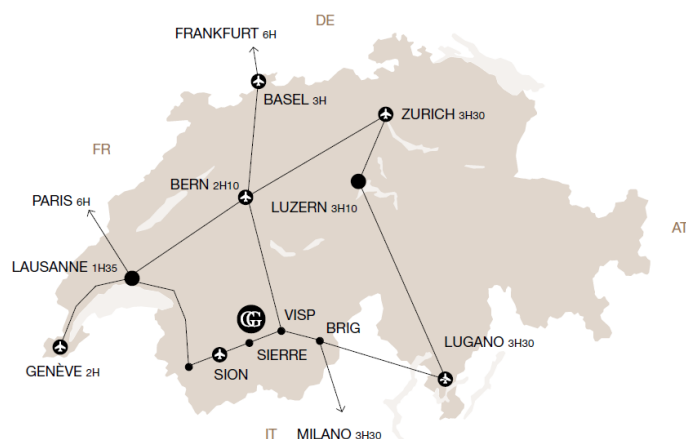 DE
FRANKFURT 6H
BASEL 3H
ZURICH 3H30
FR
BERN 2H10
PARIS 6H
LUZERN 3H10
AT
LAUSANNE 1H35
GG
VISP
BRIG
SIERRE
LUGANO 3H30
GENÈVE 2H
SION
IT
MILANO 3H30